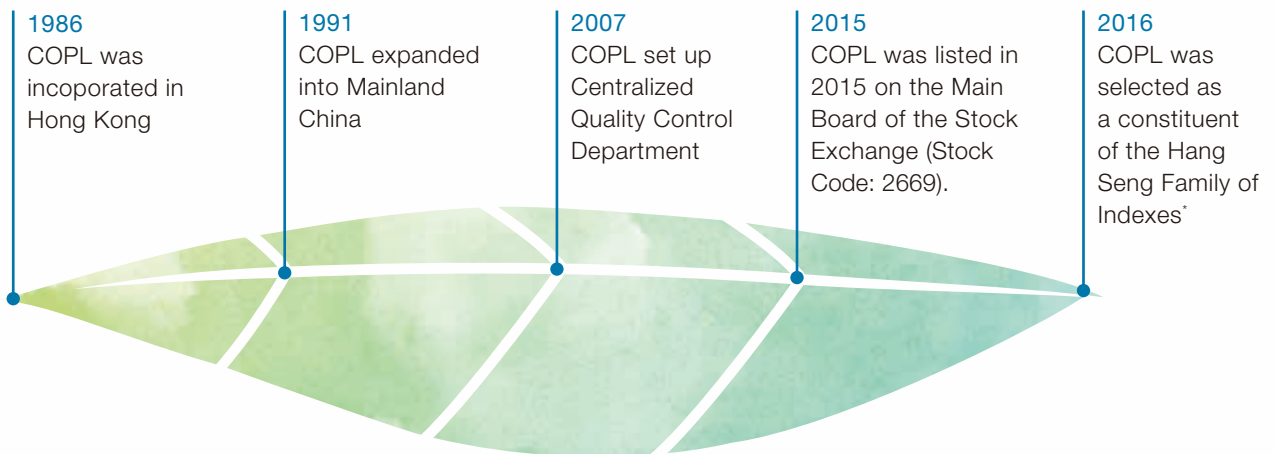 1986
COPL was
incoporated in
Hong Kong
1991
COPL expanded
into Mainland
China
2007
COPL set up
Centralized
Quality Control
Department
2015
COPL was listed in
2015 on the Main
Board of the Stock
Exchange (Stock
Code: 2669).
2016
COPL was
selected as
a constituent
of the Hang
Seng Family of
Indexes*